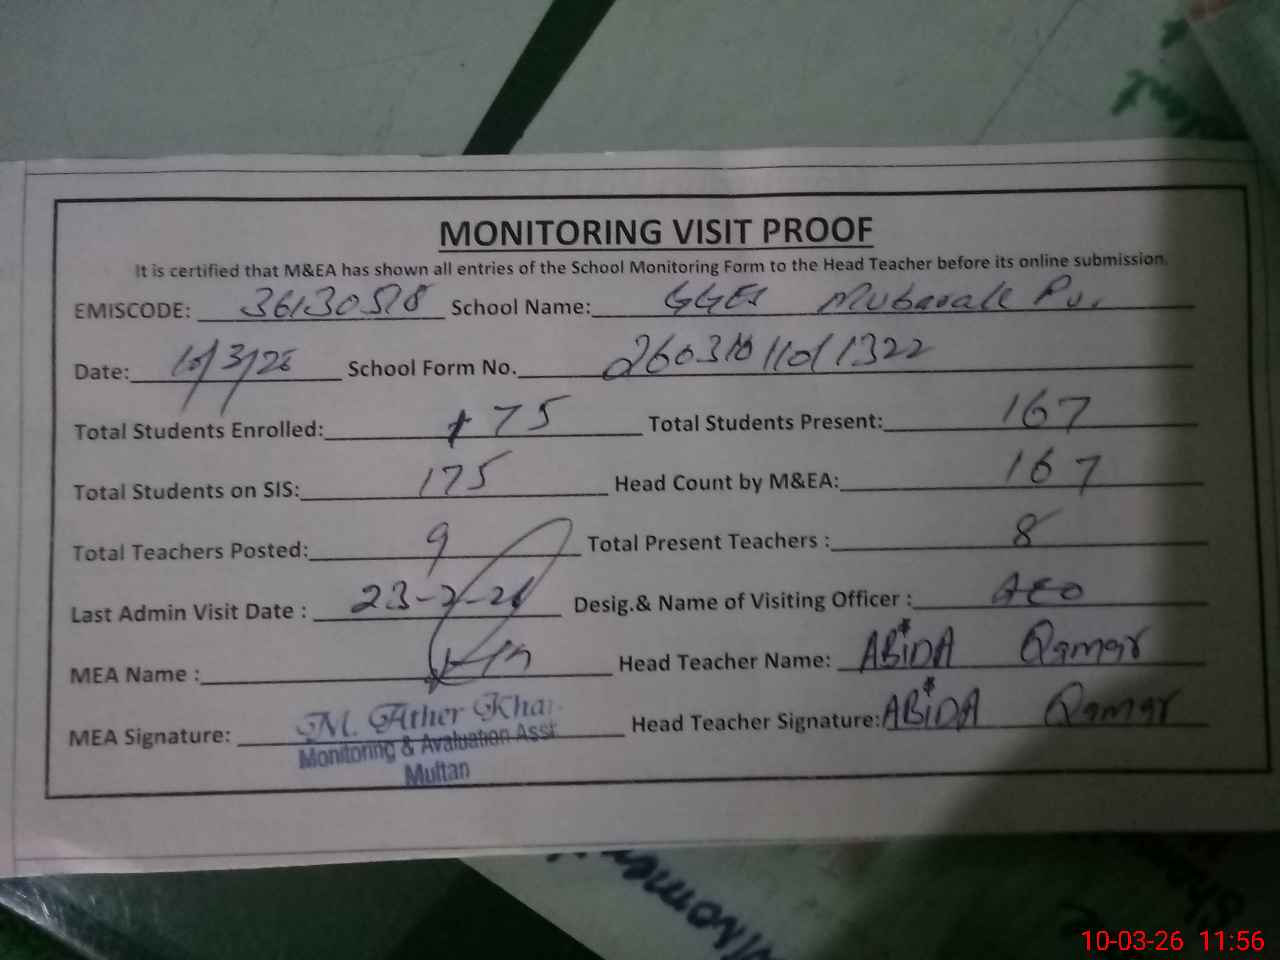 MONITORING VISIT PROOF
It is certified that M&EA has shown all entries of the School Monitoring Form to the Head Teacher before its online submission.
EMISCODE: 36130518 School Name: GGES Mubarak Pu.
Date: 10/3/26 School Form No. 11011322
Total Students Enrolled: 175 Total Students Present: 167
Total Students on SIS: 175 Head Count by M&EA: 167
Total Teachers Posted: 9 Total Present Teachers : 8
Last Admin Visit Date : 23-2-26 Desig.& Name of Visiting Officer : AEO
MEA Name : Head Teacher Name: ABiDA Qamar
MEA Signature: M. Ather Khan Head Teacher Signature: ABiDA Qamar
Monitoring & Avaluation Asst
Multan
Women
10-03-26 11:56